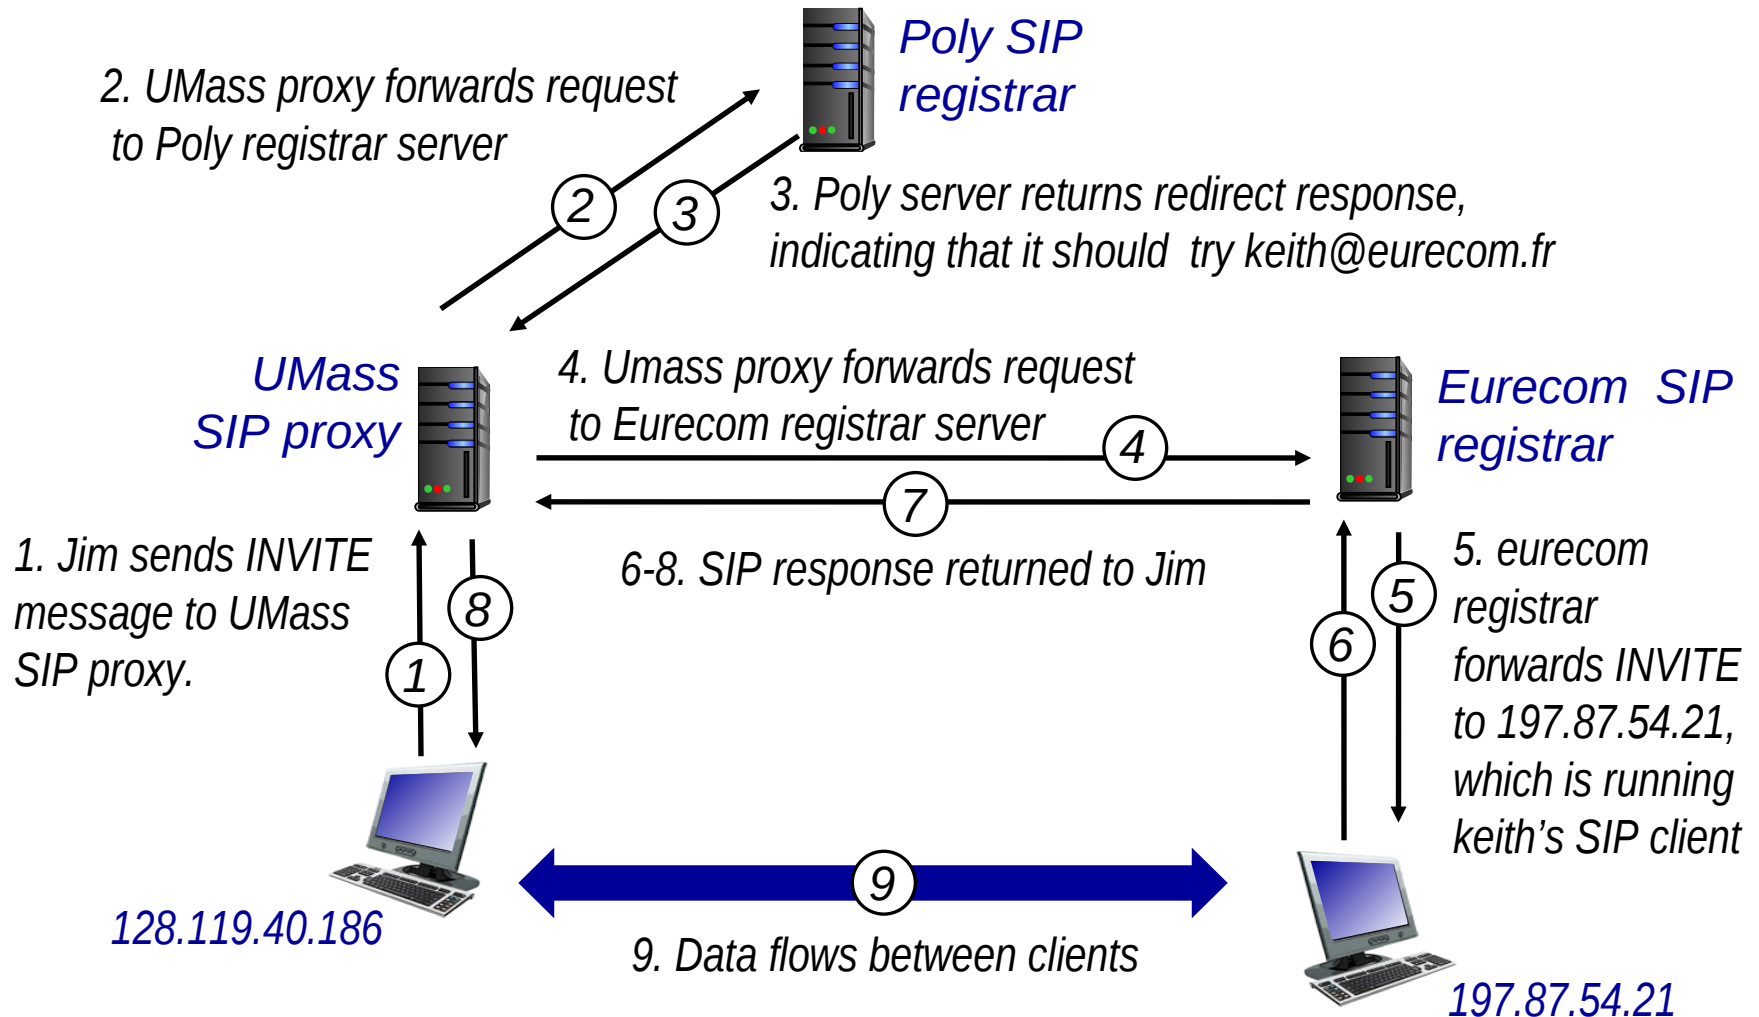 Poly SIP
registrar
2. UMass proxy forwards request
to Poly registrar server
2
3
3. Poly server returns redirect response,
indicating that it should  try keith@eurecom.fr
UMass
SIP proxy
4. Umass proxy forwards request
to Eurecom registrar server
4
Eurecom  SIP
registrar
7
1. Jim sends INVITE
message to UMass
SIP proxy.
8
1
6-8. SIP response returned to Jim
6
5
5. eurecom
registrar
forwards INVITE
to 197.87.54.21,
which is running
keith’s SIP client
9
128.119.40.186
9. Data flows between clients
197.87.54.21